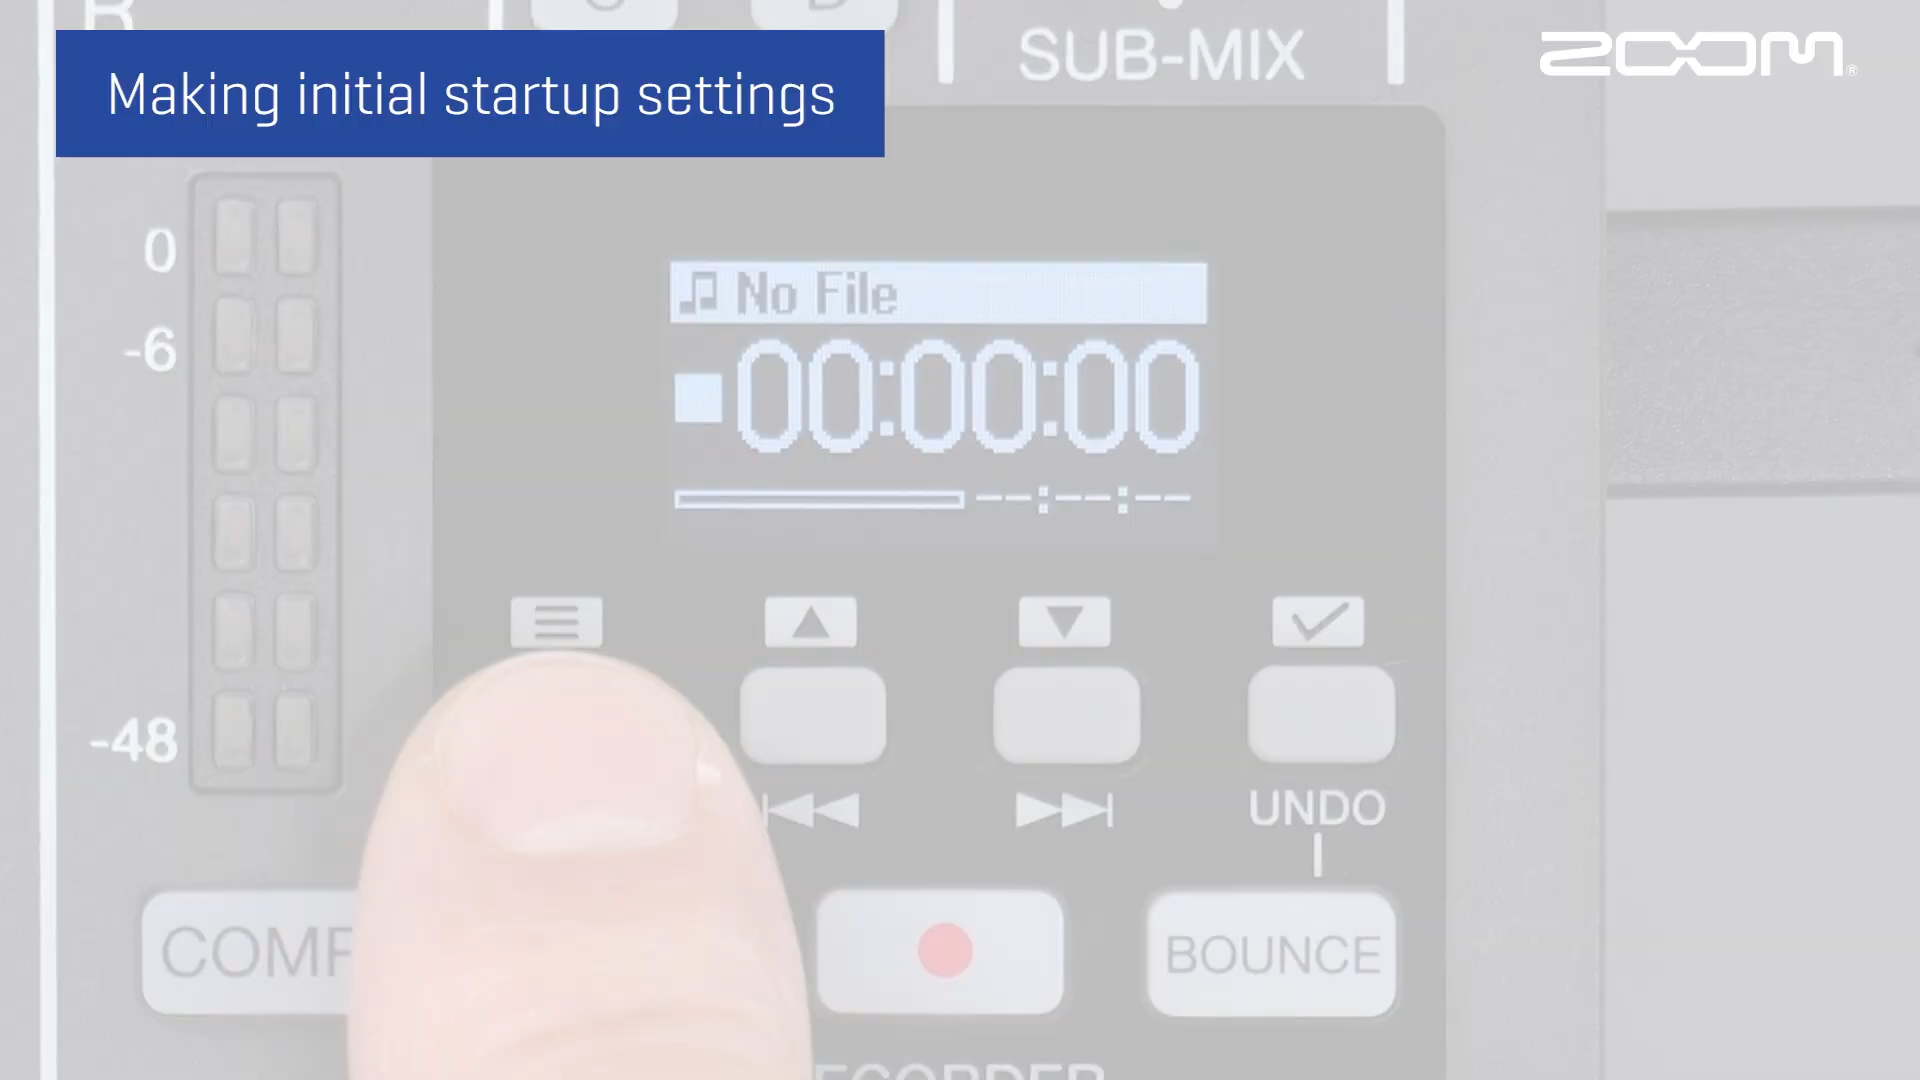 R
C
D
SUB-MIX
ZOOM®
Making initial startup settings
0
-6
-48
No File
00:00:00
--:--:--
UNDO
COMP
BOUNCE
RECORDER